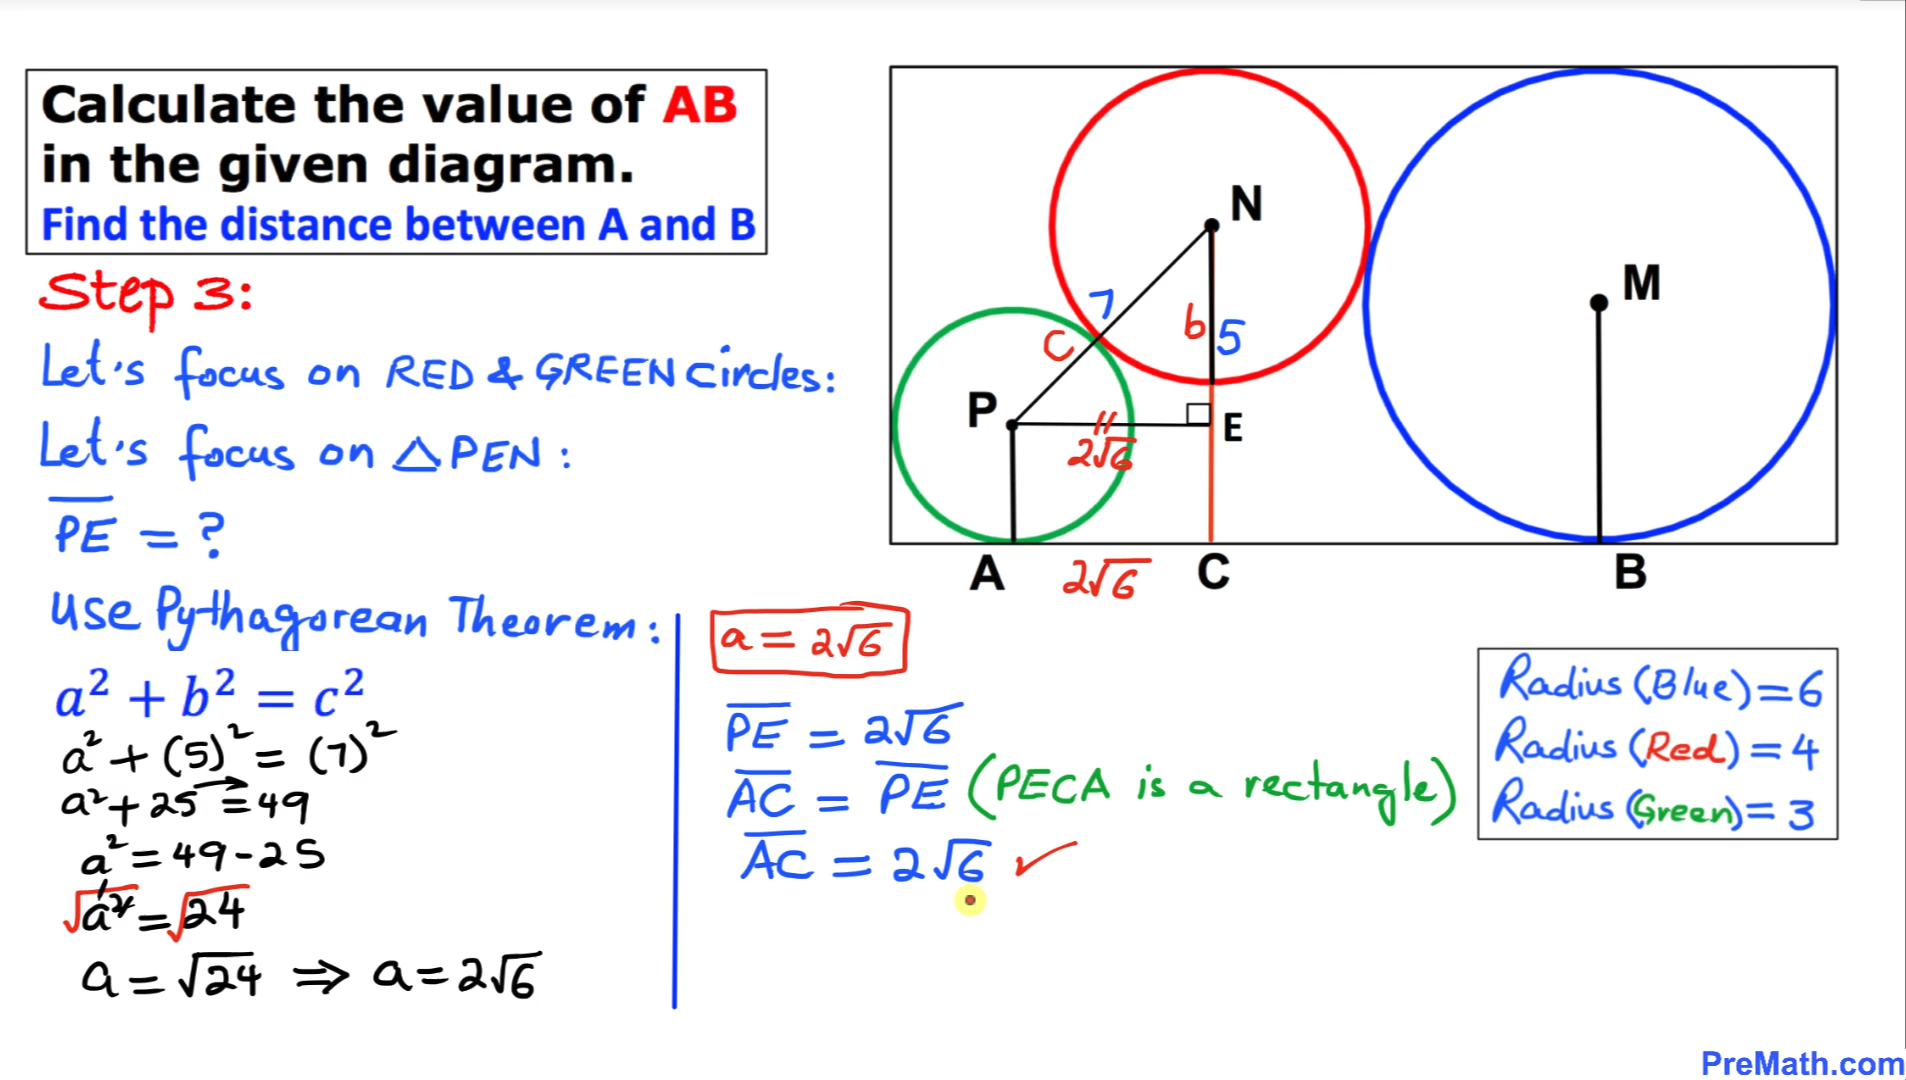 Calculate the value of AB
in the given diagram.
Find the distance between A and B
Step 3:
Let's focus on RED & GREEN circles:
Let's focus on △PEN :
PE = ?
Use Pythagorean Theorem:
a² + b² = c²
a² + (5)² = (7)²
a² + 25 = 49
a² = 49 - 25
√a² = √24
a = √24 ⇒ a = 2√6
a = 2√6
PE = 2√6
AC = PE (PECA is a rectangle)
AC = 2√6 ✓
N
M
7
b 5
C
P
E
2√6
A 2√6 C B
Radius (Blue) = 6
Radius (Red) = 4
Radius (Green) = 3
PreMath.com